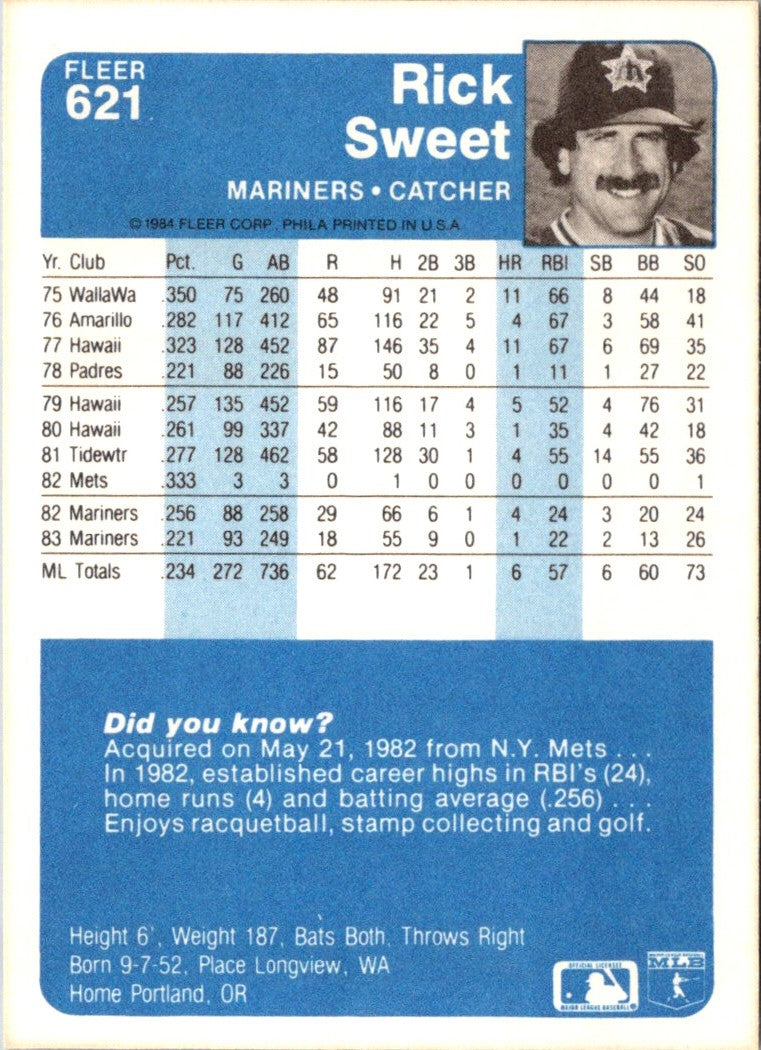 FLEER
621
Rick
Sweet
MARINERS • CATCHER
© 1984 FLEER CORP. PHILA PRINTED IN U.S.A.
Yr. Club Pct. G AB R H 2B 3B HR RBI SB BB SO
75 WallaWa .350 75 260 48 91 21 2 11 66 8 44 18
76 Amarillo .282 117 412 65 116 22 5 4 67 3 58 41
77 Hawaii .323 128 452 87 146 35 4 11 67 6 69 35
78 Padres .221 88 226 15 50 8 0 1 11 1 27 22
79 Hawaii .257 135 452 59 116 17 4 5 52 4 76 31
80 Hawaii .261 99 337 42 88 11 3 1 35 4 42 18
81 Tidewtr .277 128 462 58 128 30 1 4 55 14 55 36
82 Mets .333 3 3 0 1 0 0 0 0 0 0 1
82 Mariners .256 88 258 29 66 6 1 4 24 3 20 24
83 Mariners .221 93 249 18 55 9 0 1 22 2 13 26
ML Totals .234 272 736 62 172 23 1 6 57 6 60 73
Did you know?
Acquired on May 21, 1982 from N.Y. Mets . . .
In 1982, established career highs in RBI's (24),
home runs (4) and batting average (.256) . . .
Enjoys racquetball, stamp collecting and golf.
Height 6', Weight 187, Bats Both, Throws Right
Born 9-7-52, Place Longview, WA
Home Portland, OR
OFFICIAL LICENSEE
MAJOR LEAGUE BASEBALL
MLB